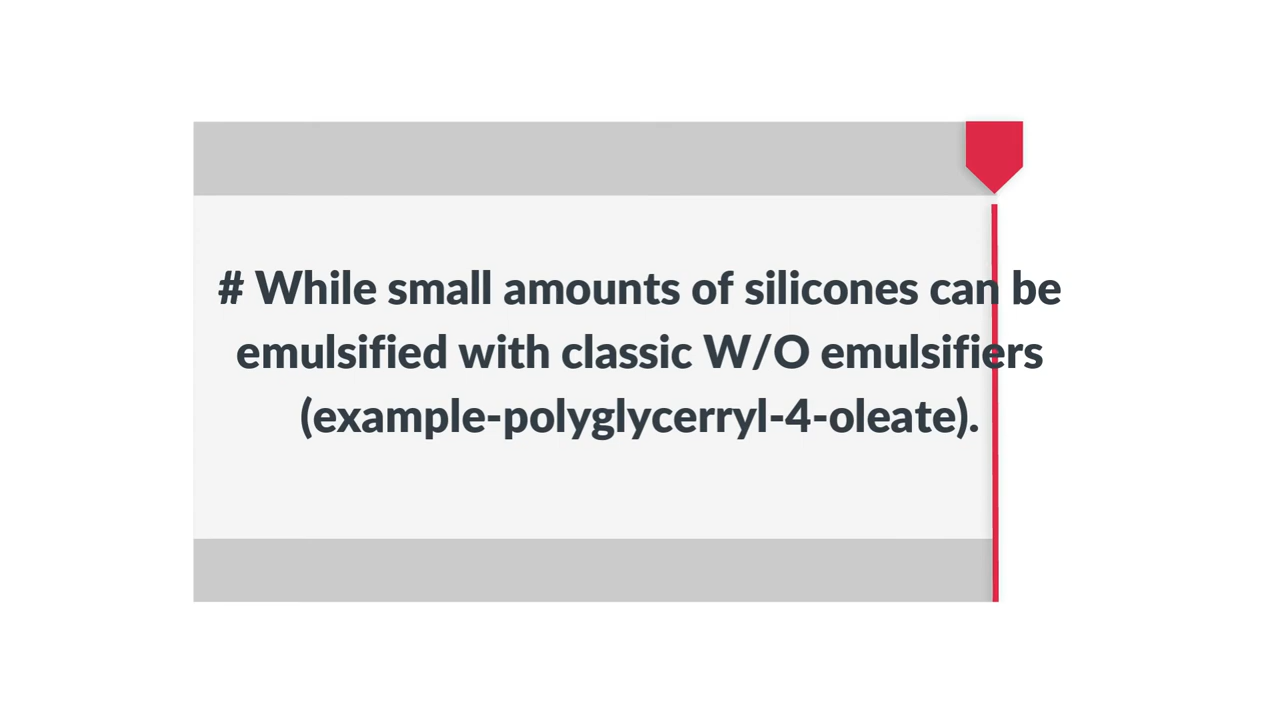 # While small amounts of silicones can be
emulsified with classic W/O emulsifiers
(example-polyglycerryl-4-oleate).